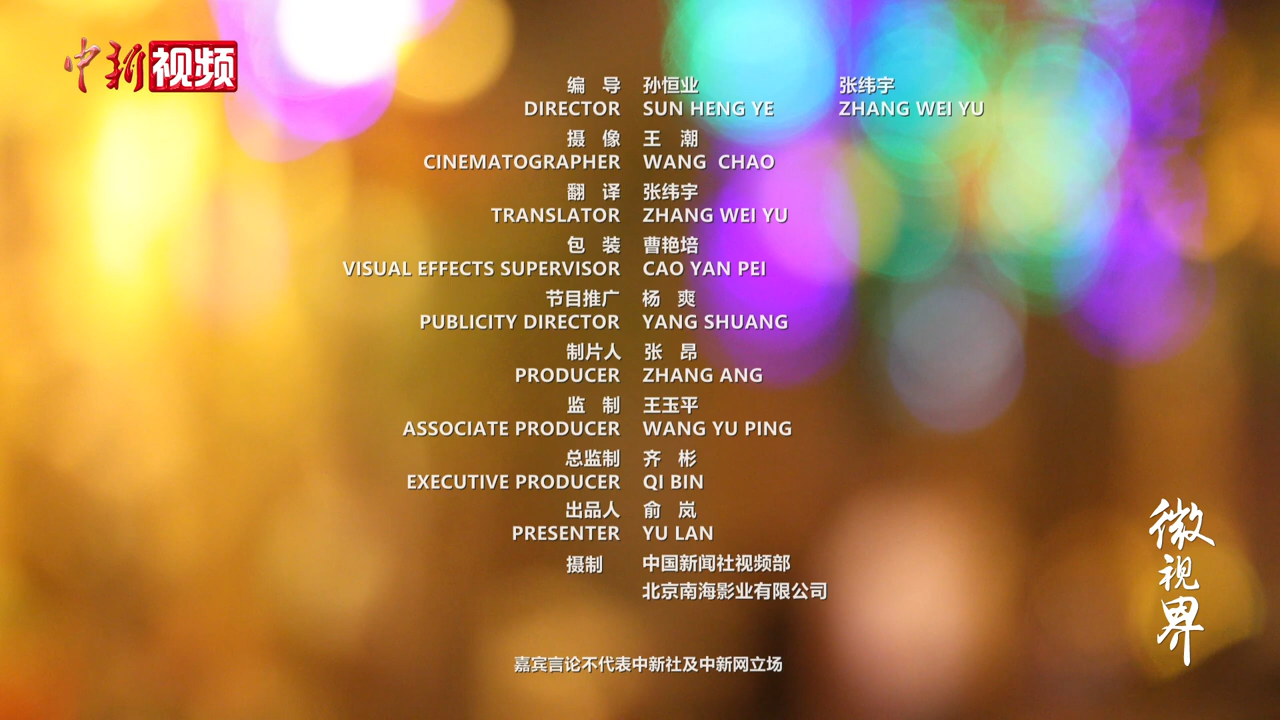 中新视频
编 导 孙恒业 张纬宇
DIRECTOR SUN HENG YE ZHANG WEI YU
摄 像 王 潮
CINEMATOGRAPHER WANG CHAO
翻 译 张纬宇
TRANSLATOR ZHANG WEI YU
包 装 曹艳培
VISUAL EFFECTS SUPERVISOR CAO YAN PEI
节目推广 杨 爽
PUBLICITY DIRECTOR YANG SHUANG
制片人 张 昂
PRODUCER ZHANG ANG
监 制 王玉平
ASSOCIATE PRODUCER WANG YU PING
总监制 齐 彬
EXECUTIVE PRODUCER QI BIN
出品人 俞 岚
PRESENTER YU LAN
摄制 中国新闻社视频部
北京南海影业有限公司
微视界
嘉宾言论不代表中新社及中新网立场